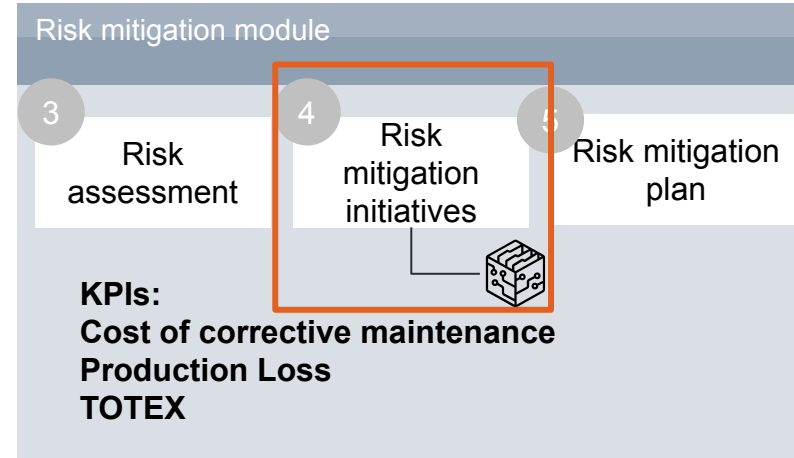 Risk mitigation module
3
Risk
assessment
4
Risk
mitigation
initiatives
5
Risk mitigation
plan
KPIs:
Cost of corrective maintenance
Production Loss
TOTEX